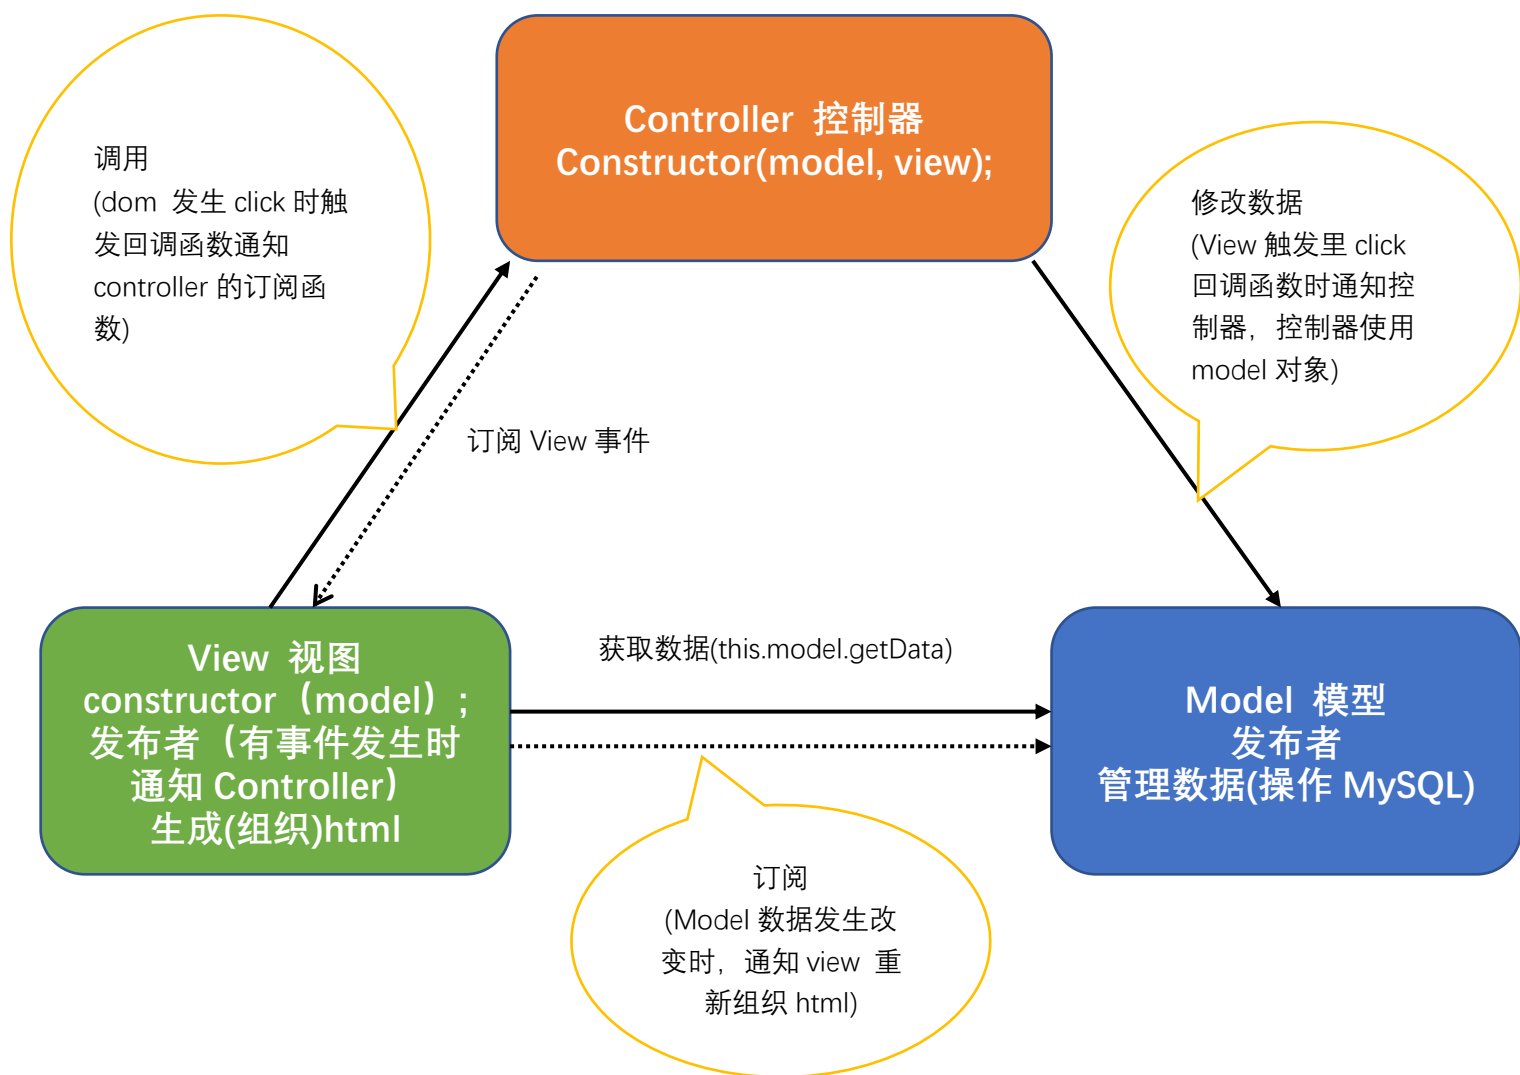 Controller 控制器
Constructor(model, view);
调用
(dom 发生 click 时触
发回调函数通知
controller 的订阅函
数)
修改数据
(View 触发里 click
回调函数时通知控
制器，控制器使用
model 对象)
订阅 View 事件
View 视图
constructor（model）;
发布者（有事件发生时
通知 Controller）
生成(组织)html
获取数据(this.model.getData)
Model 模型
发布者
管理数据(操作 MySQL)
订阅
(Model 数据发生改
变时，通知 view 重
新组织 html)